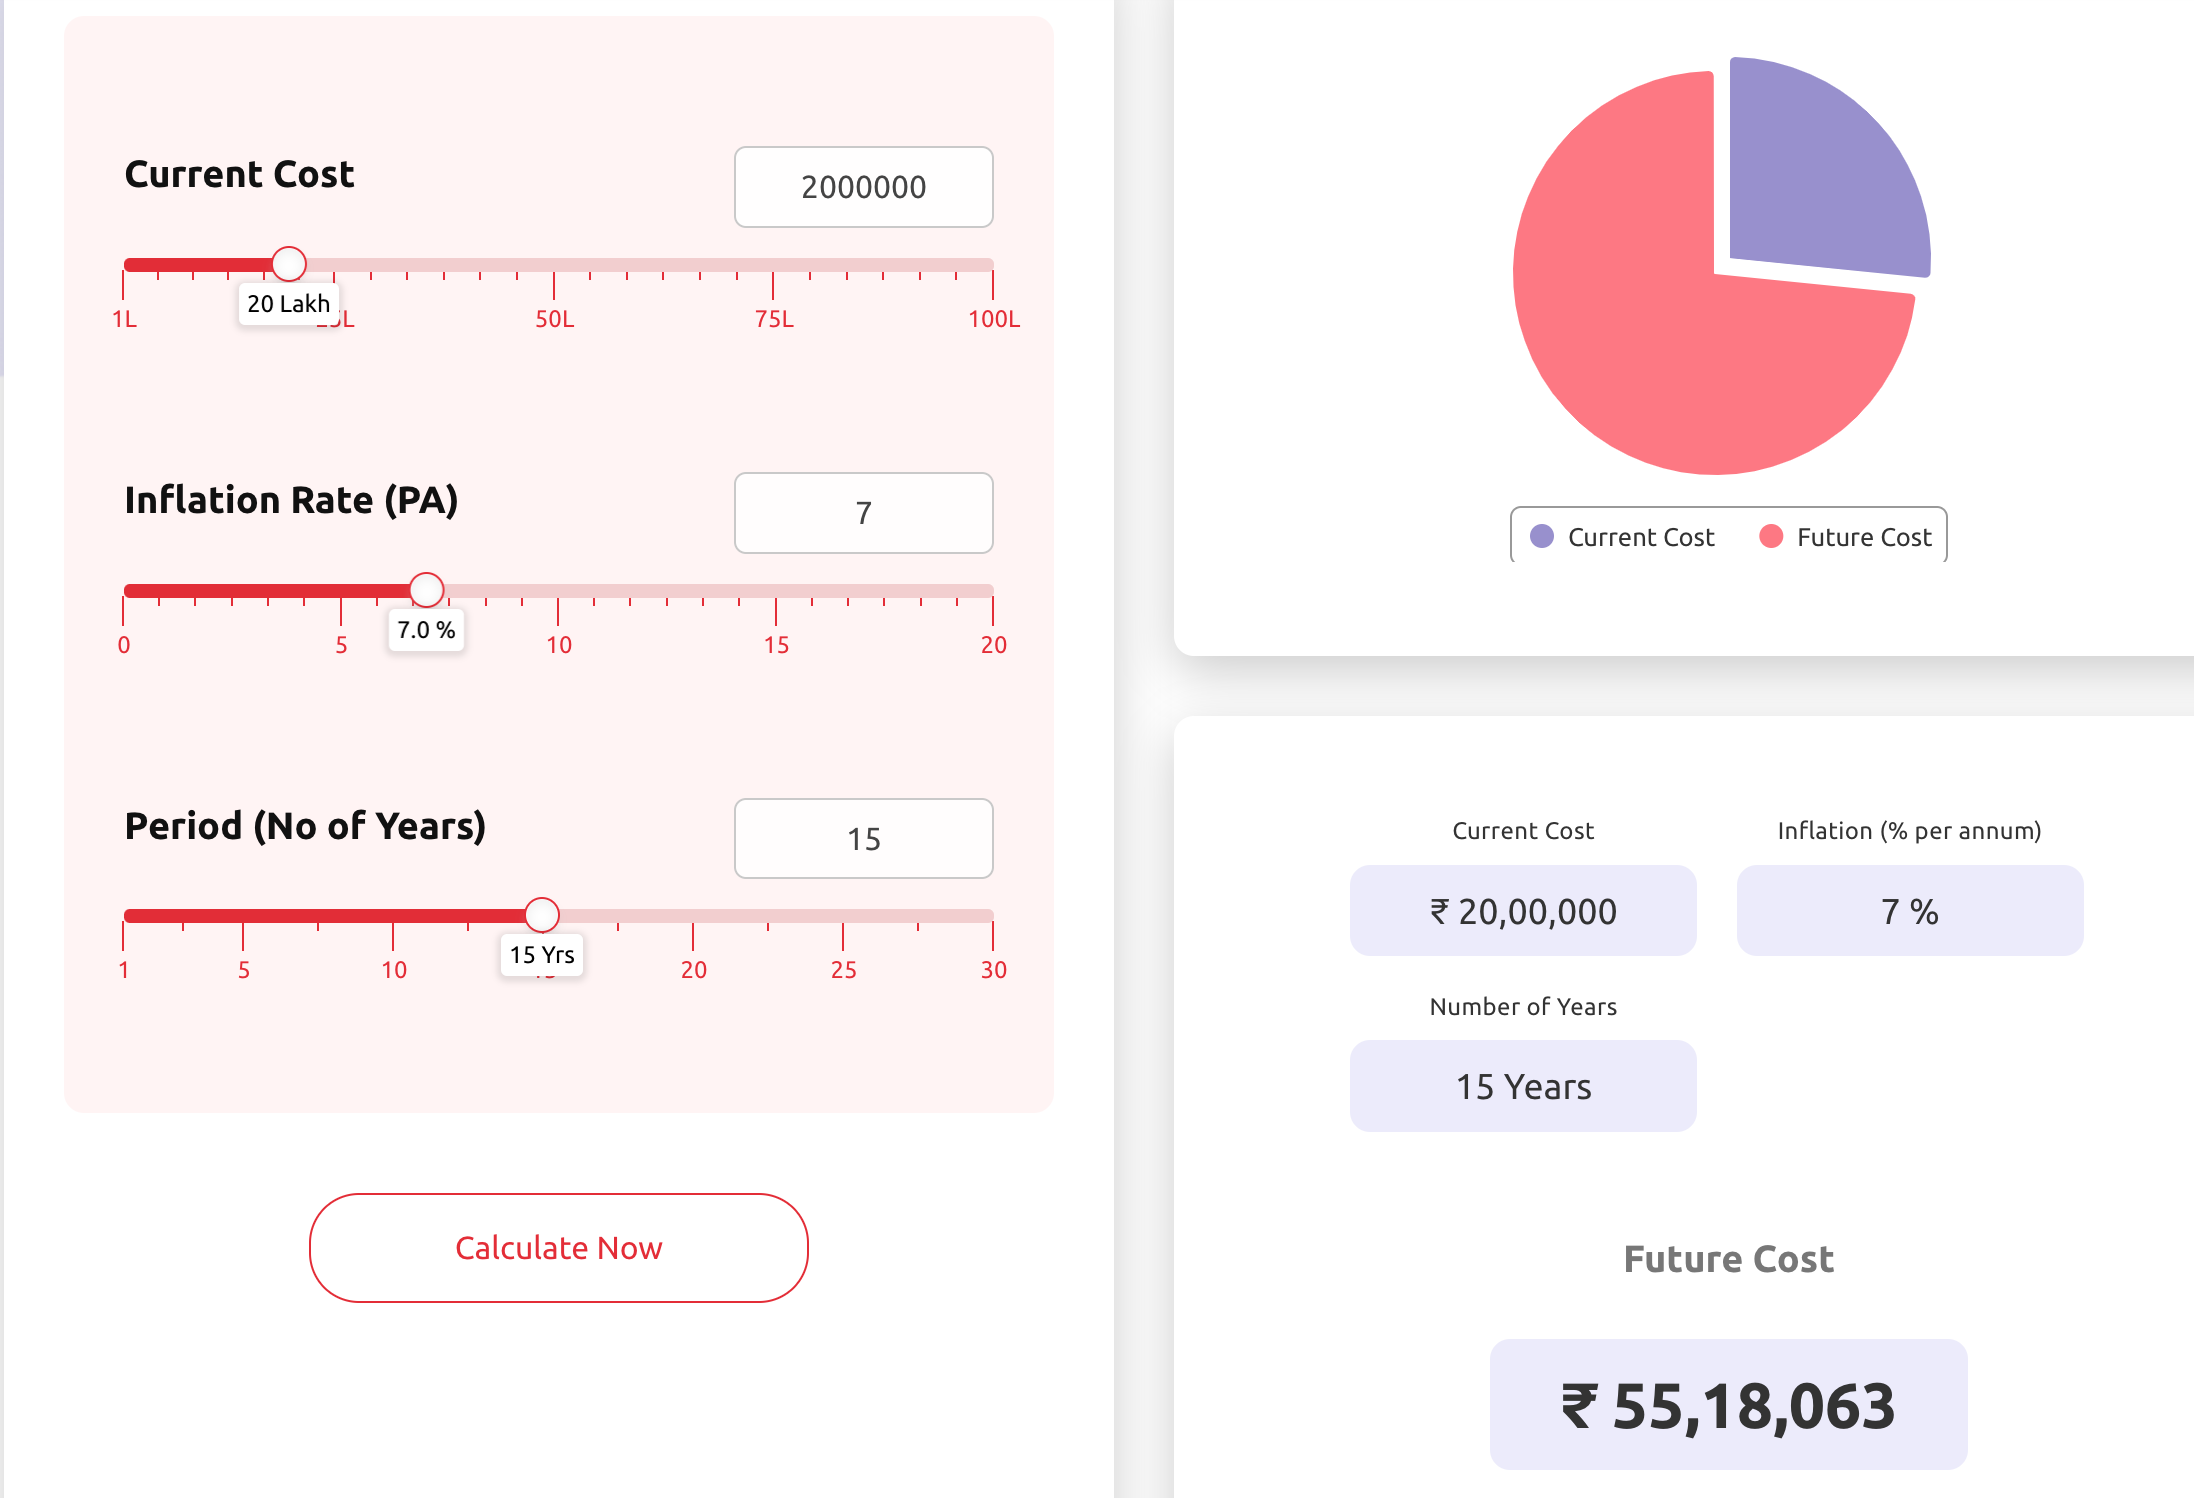 Current Cost
2000000
20 Lakh
1L 50L 75L 100L
Inflation Rate (PA)
7
7.0 %
0 5 10 15 20
Period (No of Years)
15
15 Yrs
1 5 10 20 25 30
Calculate Now
Current Cost Future Cost
Current Cost Inflation (% per annum)
₹ 20,00,000 7 %
Number of Years
15 Years
Future Cost
₹ 55,18,063